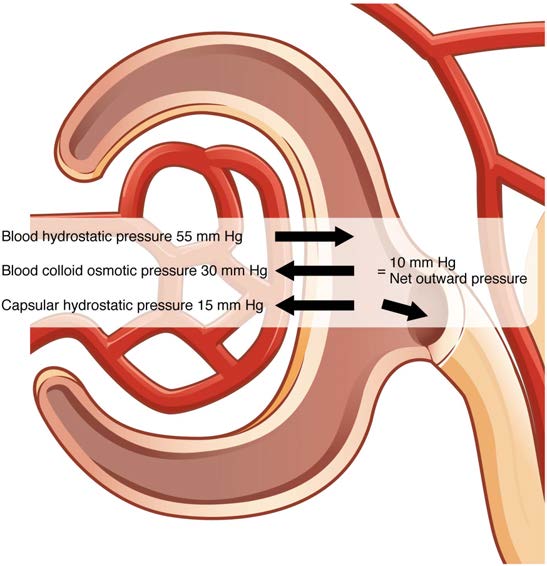 Blood hydrostatic pressure 55 mm Hg
Blood colloid osmotic pressure 30 mm Hg
Capsular hydrostatic pressure 15 mm Hg
= 10 mm Hg
Net outward pressure